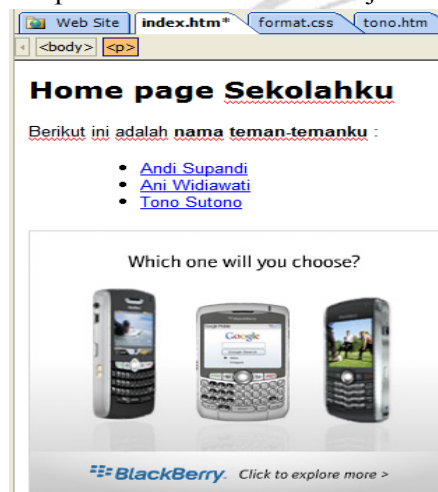 Web Site index.htm* format.css tono.htm
<body> <p>
Home page Sekolahku
Berikut ini adalah nama teman-temanku :
Andi Supandi
Ani Widiawati
Tono Sutono
Which one will you choose?
Google
BlackBerry. Click to explore more >